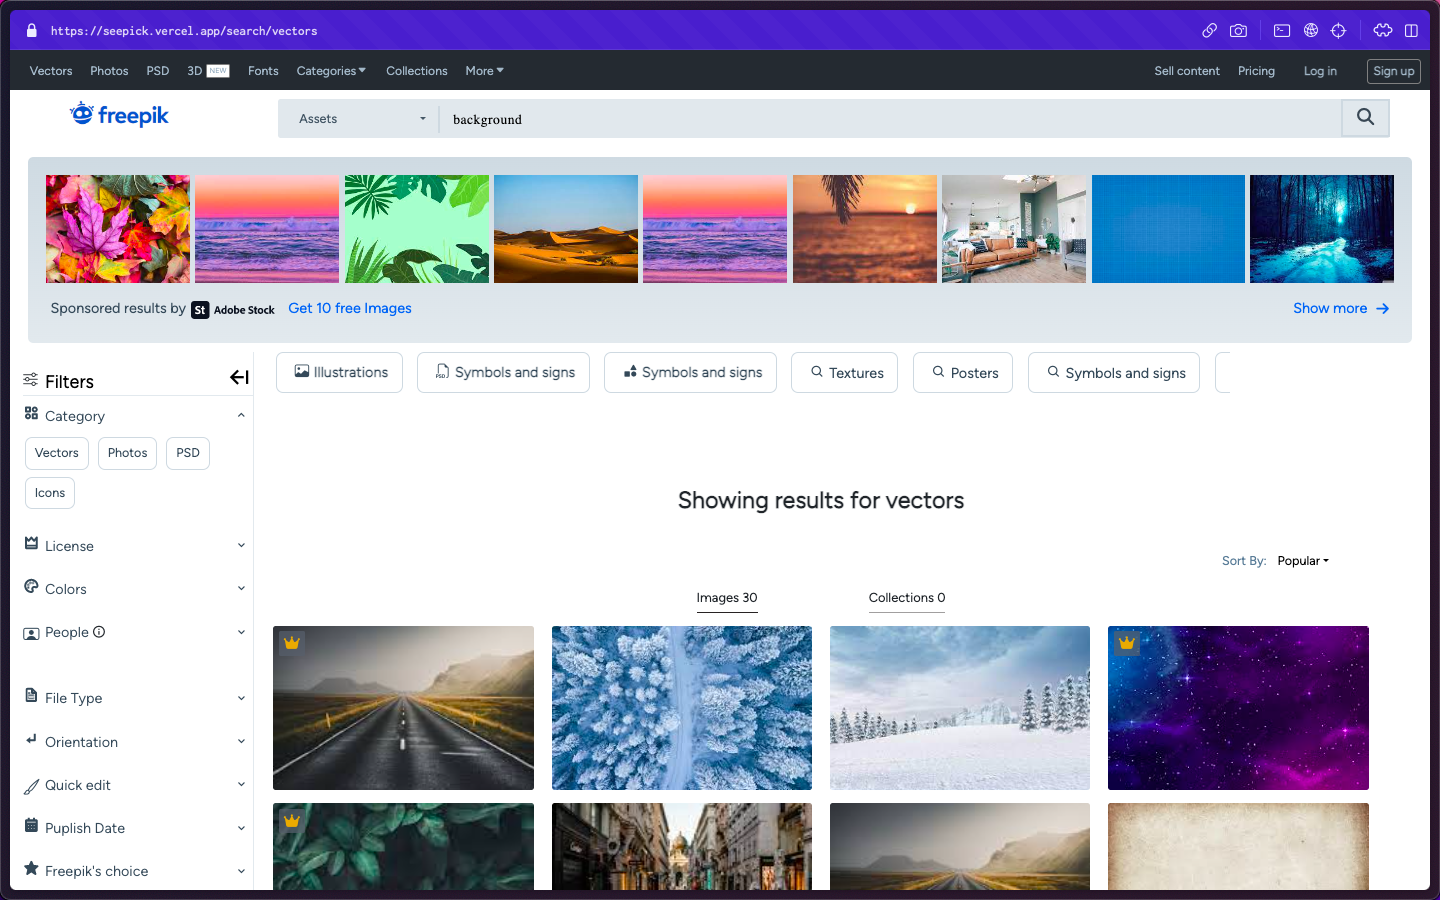 https://seepick.vercel.app/search/vectors
Vectors Photos PSD 3D NEW Fonts Categories Collections More Sell content Pricing Log in Sign up
freepik Assets background
Sponsored results by St Adobe Stock Get 10 free Images Show more
Filters
Illustrations PSD Symbols and signs Symbols and signs Textures Posters Symbols and signs
Category
Vectors Photos PSD
Icons
License
Colors
People
File Type
Orientation
Quick edit
Puplish Date
Freepik's choice
Showing results for vectors
Sort By: Popular
Images 30 Collections 0